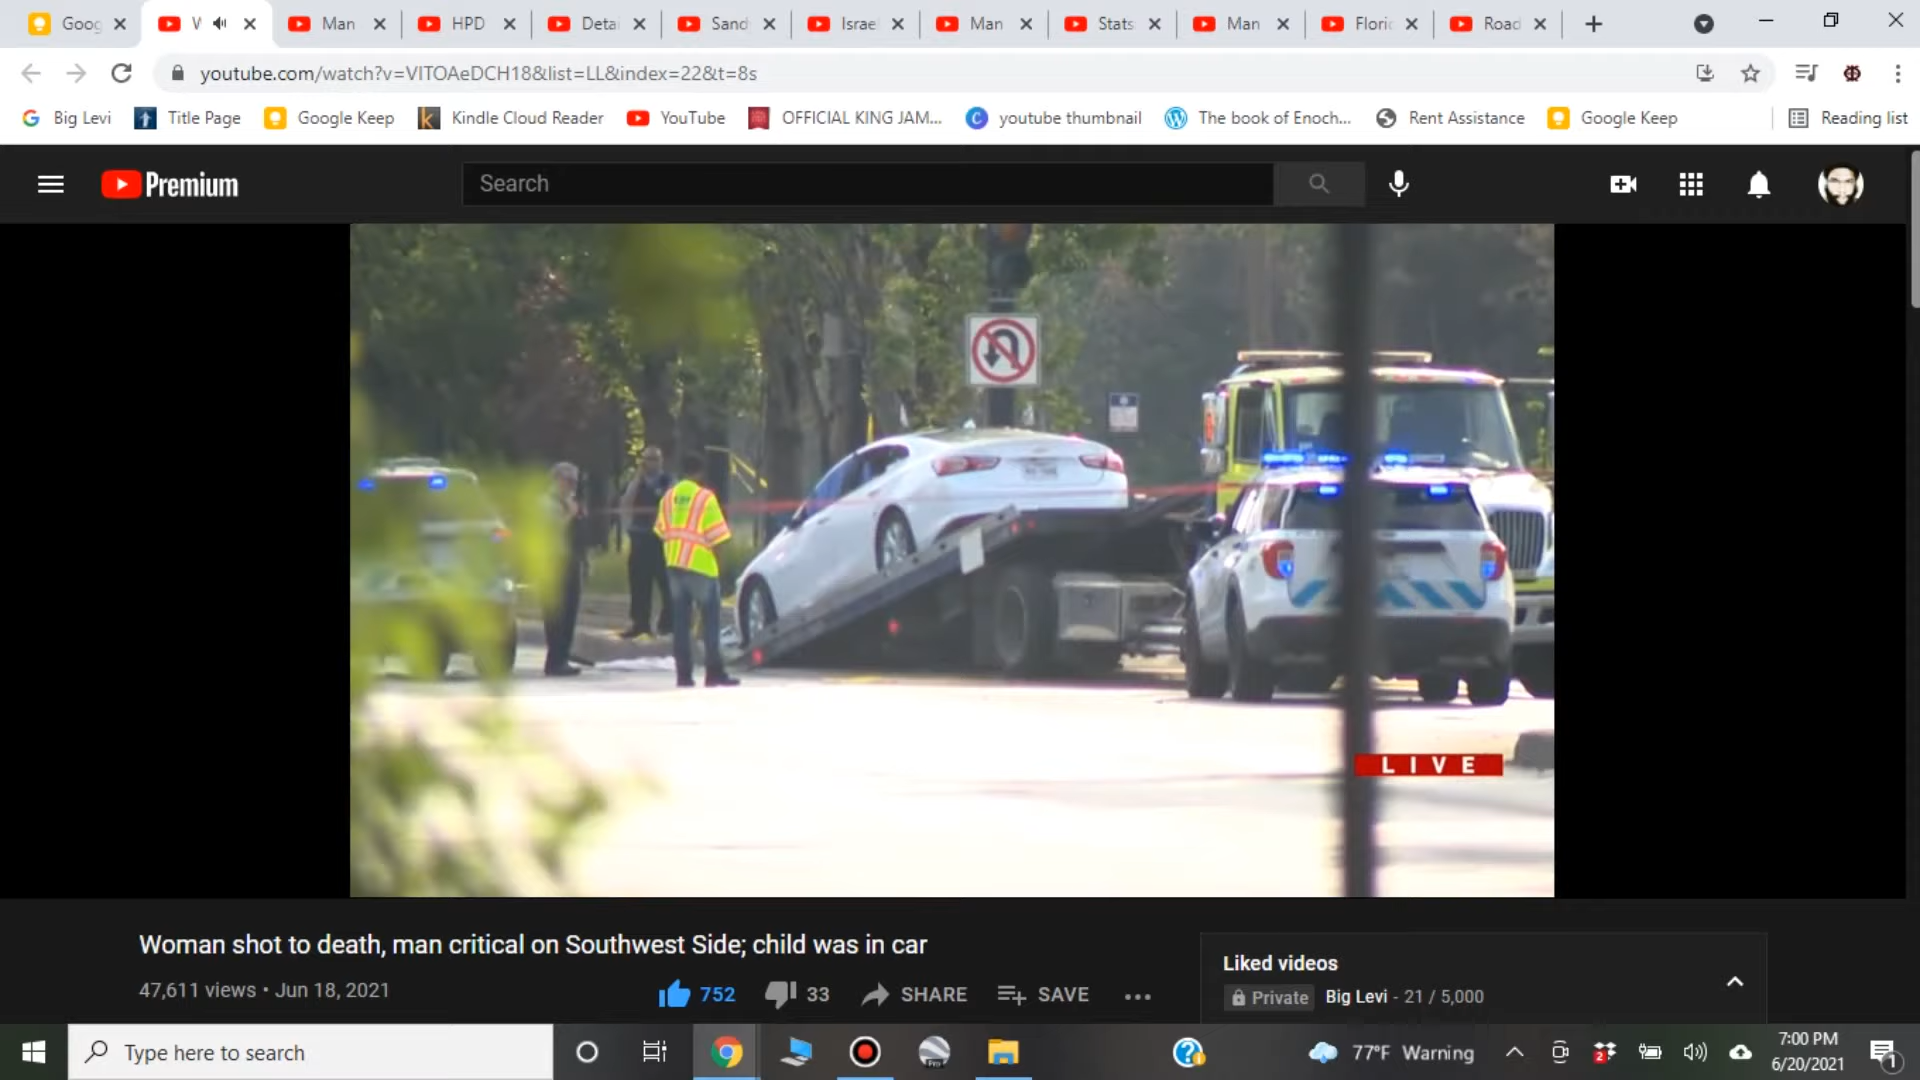 Goog
V
Man
HPD
Detai
Sand
Israe
Man
Stats
Man
Floric
Road
youtube.com/watch?v=VITOAeDCH18&list=LL&index=22&t=8s
Big Levi
Title Page
Google Keep
Kindle Cloud Reader
YouTube
OFFICIAL KING JAM...
youtube thumbnail
The book of Enoch...
Rent Assistance
Google Keep
Reading list
Premium
Search
LIVE
Woman shot to death, man critical on Southwest Side; child was in car
47,611 views • Jun 18, 2021
752
33
SHARE
SAVE
Liked videos
Private
Big Levi - 21 / 5,000
Type here to search
77°F Warning
2
7:00 PM
6/20/2021
1